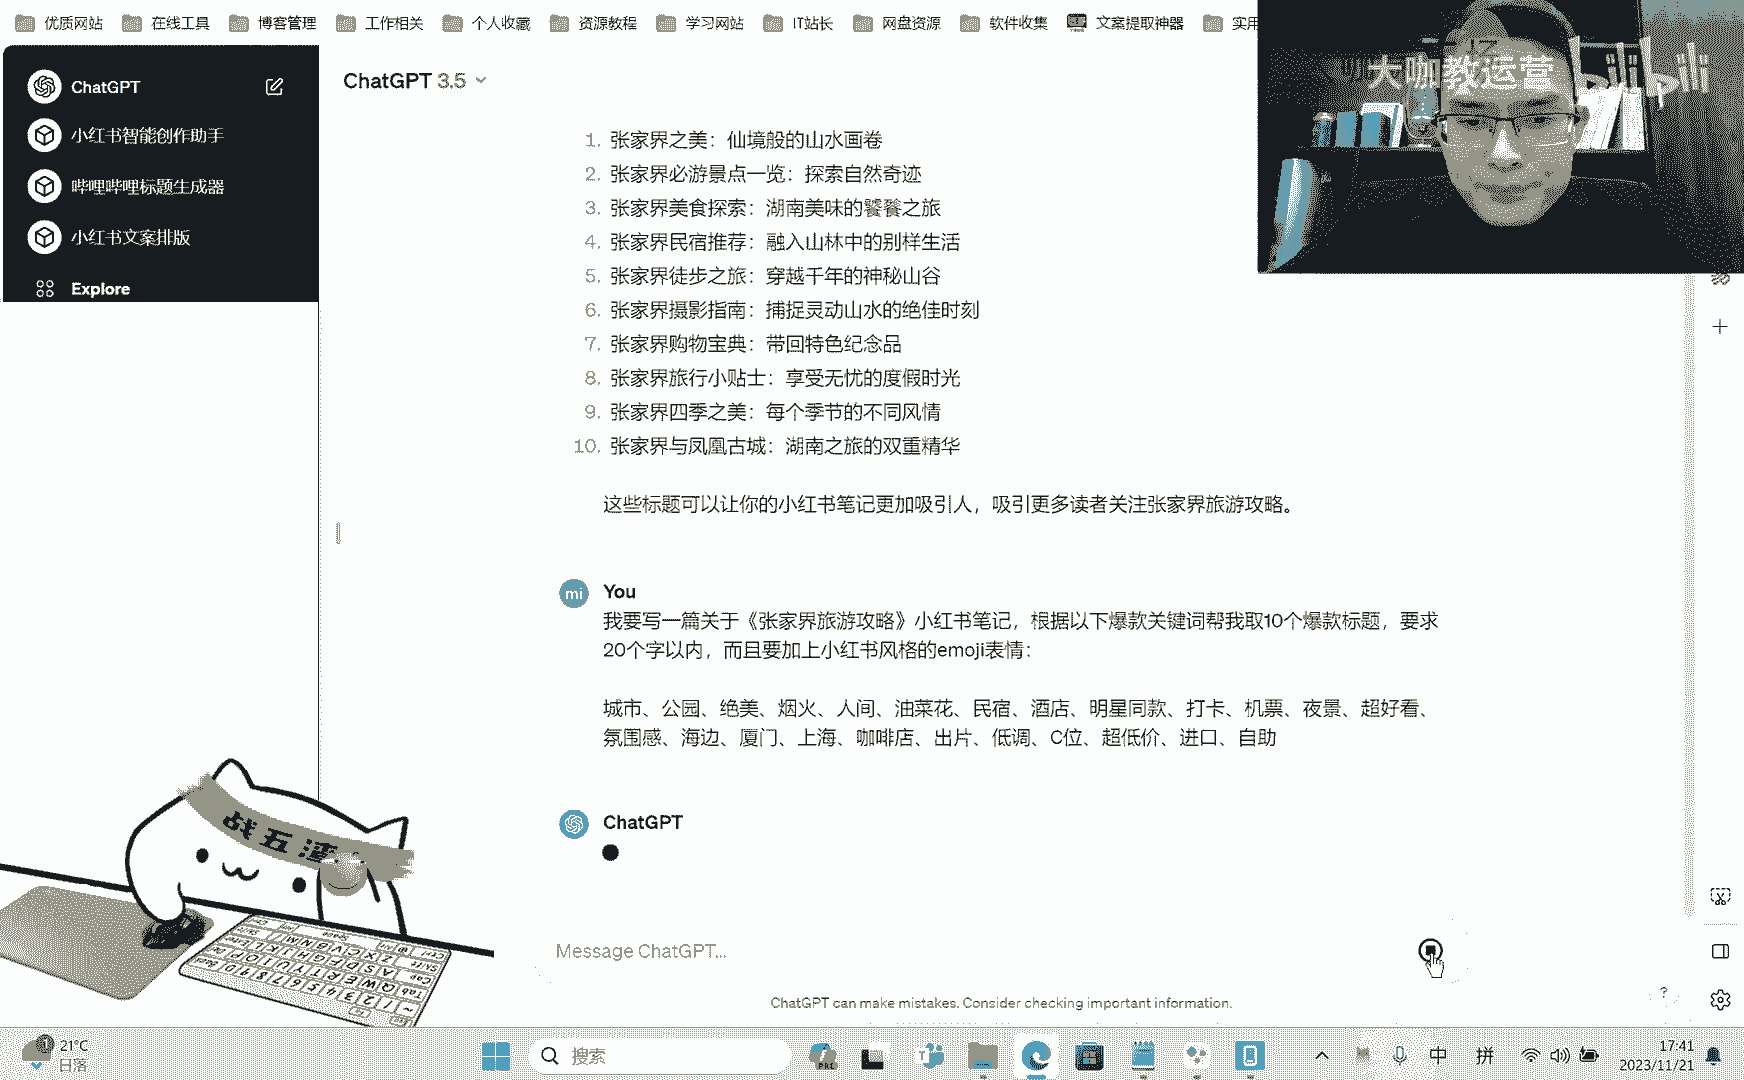 优质网站 在线工具 博客管理 工作相关 个人收藏 资源教程 学习网站 IT站长 网盘资源 软件收集 文案提取神器 实用
大咖教运营
ChatGPT
小红书智能创作助手
哔哩哔哩标题生成器
小红书文案排版
Explore
ChatGPT 3.5
1. 张家界之美：仙境般的山水画卷
2. 张家界必游景点一览：探索自然奇迹
3. 张家界美食探索：湖南美味的饕餮之旅
4. 张家界民宿推荐：融入山林中的别样生活
5. 张家界徒步之旅：穿越千年的神秘山谷
6. 张家界摄影指南：捕捉灵动山水的绝佳时刻
7. 张家界购物宝典：带回特色纪念品
8. 张家界旅行小贴士：享受无忧的度假时光
9. 张家界四季之美：每个季节的不同风情
10. 张家界与凤凰古城：湖南之旅的双重精华
这些标题可以让你的小红书笔记更加吸引人，吸引更多读者关注张家界旅游攻略。
mi You
我要写一篇关于《张家界旅游攻略》小红书笔记，根据以下爆款关键词帮我取10个爆款标题，要求
20个字以内，而且要加上小红书风格的emoji表情：
城市、公园、绝美、烟火、人间、油菜花、民宿、酒店、明星同款、打卡、机票、夜景、超好看、
氛围感、海边、厦门、上海、咖啡店、出片、低调、C位、超低价、进口、自助
ChatGPT
战五渣
Message ChatGPT...
ChatGPT can make mistakes. Consider checking important information.
?
1 21°C
日落
搜索
PRE
中 拼
17:41
2023/11/21